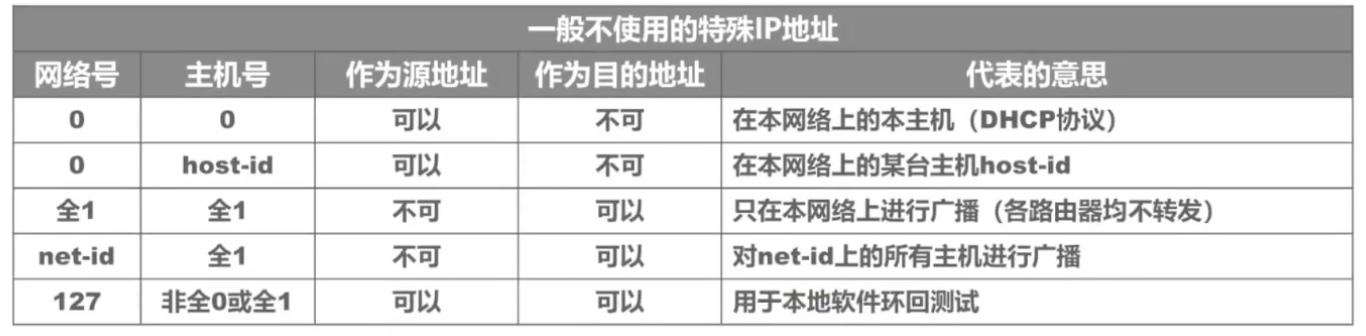 一般不使用的特殊IP地址
网络号 主机号 作为源地址 作为目的地址 代表的意思
0 0 可以 不可 在本网络上的本主机（DHCP协议）
0 host-id 可以 不可 在本网络上的某台主机host-id
全1 全1 不可 可以 只在本网络上进行广播（各路由器均不转发）
net-id 全1 不可 可以 对net-id上的所有主机进行广播
127 非全0或全1 可以 可以 用于本地软件环回测试